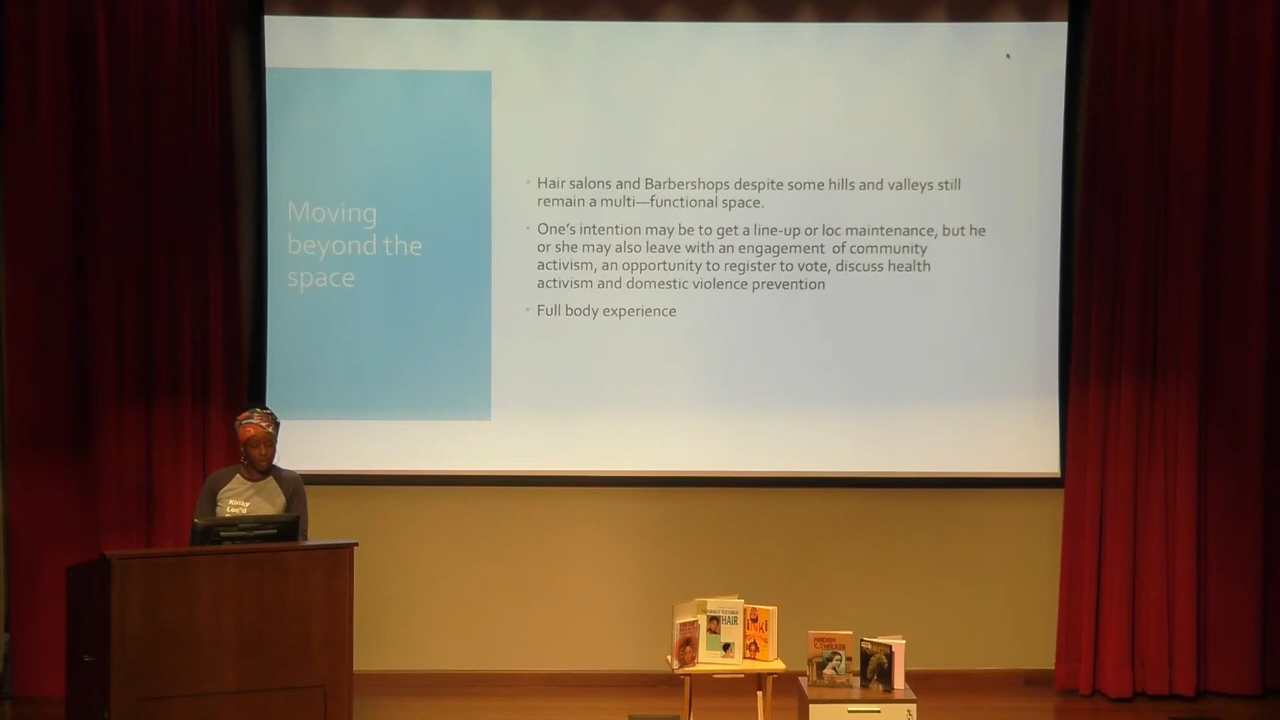 Moving
beyond the
space
Hair salons and Barbershops despite some hills and valleys still
remain a multi—functional space.
One's intention may be to get a line-up or loc maintenance, but he
or she may also leave with an engagement of community
activism, an opportunity to register to vote, discuss health
activism and domestic violence prevention
Full body experience
Kinky
Loc'd
HAIR
MADAM
C.J. WALKER